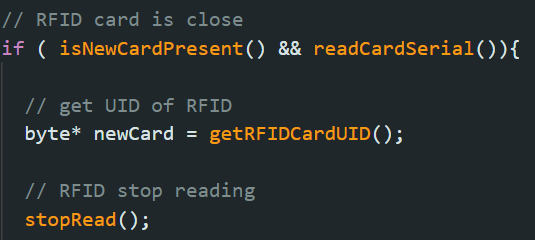 // RFID card is close
if ( isNewCardPresent() && readCardSerial()){
// get UID of RFID
byte* newCard = getRFIDCardUID();
// RFID stop reading
stopRead();